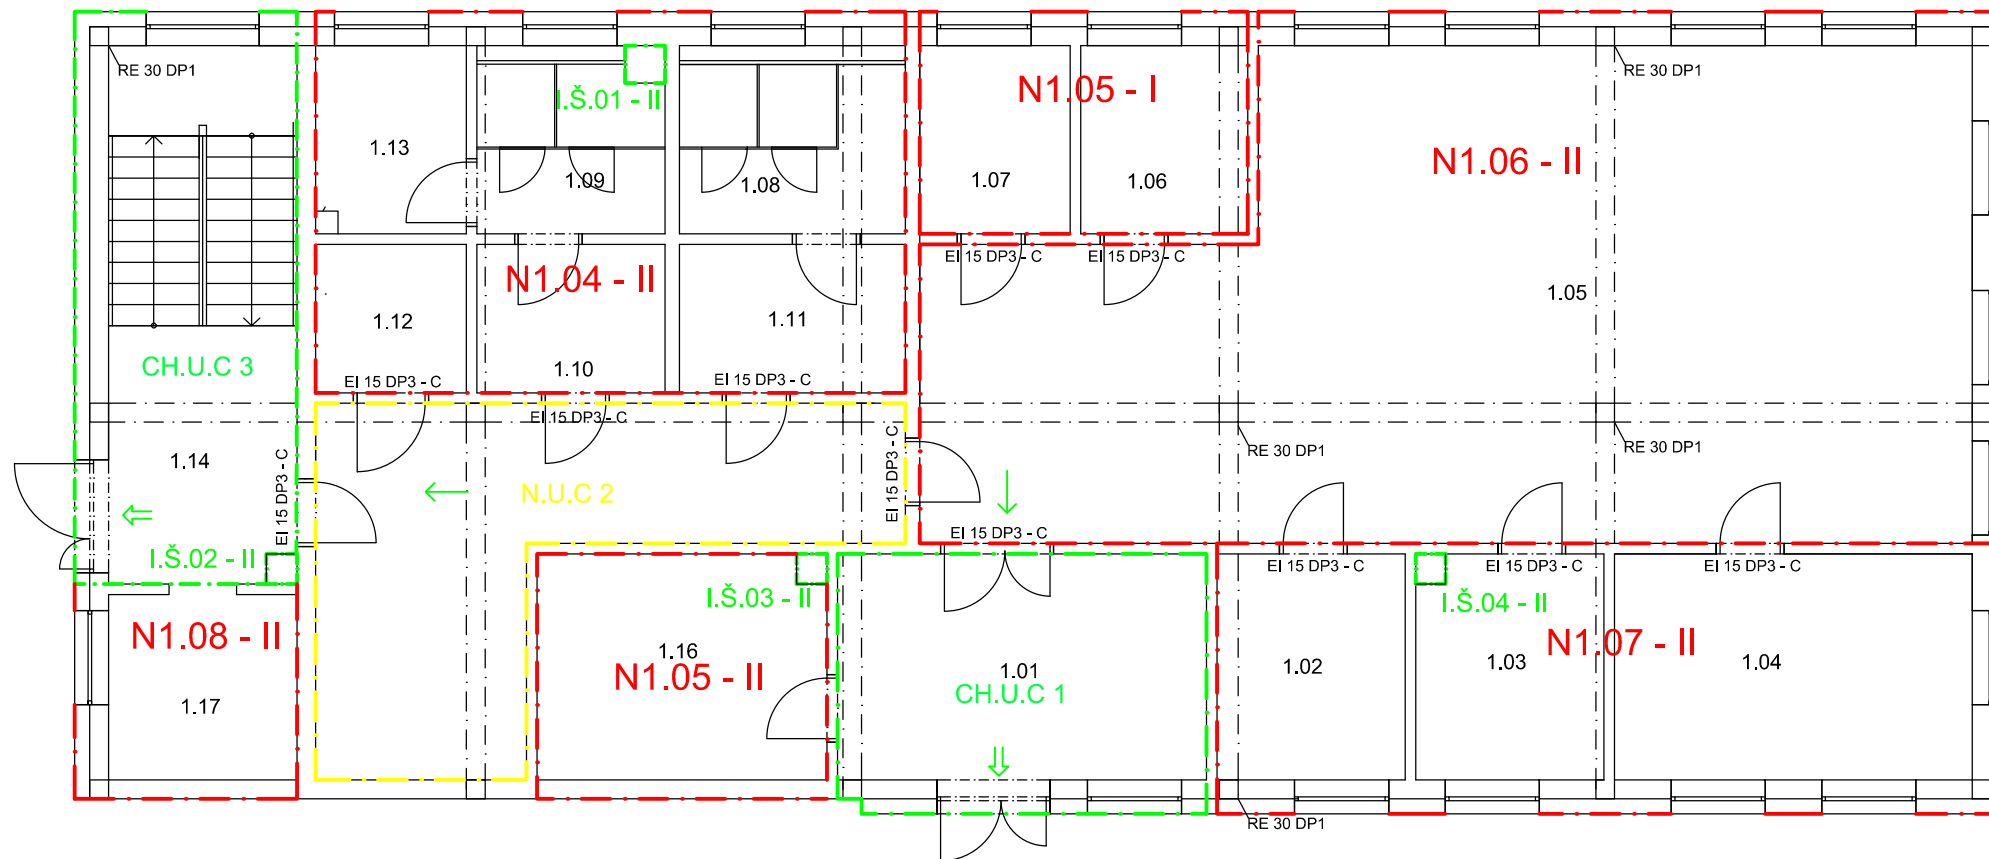 RE 30 DP1
RE 30 DP1
I.Š.01 - II
N1.05 - I
1.13
1.09
1.08
1.07
1.06
N1.06 - II
EI 15 DP3 - C
EI 15 DP3 - C
N1.04 - II
1.12
1.11
1.05
CH.U.C 3
1.10
EI 15 DP3 - C
EI 15 DP3 - C
EI 15 DP3 - C
1.14
EI 15 DP3 - C
N.U.C 2
EI 15 DP3 - C
RE 30 DP1
RE 30 DP1
EI 15 DP3 - C
I.Š.02 - II
EI 15 DP3 - C
EI 15 DP3 - C
EI 15 DP3 - C
I.Š.03 - II
I.Š.04 - II
N1.08 - II
1.16
N1.05 - II
1.01
CH.U.C 1
1.02
1.03
N1.07 - II
1.04
1.17
RE 30 DP1